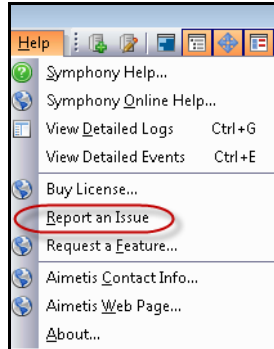 Help
Symphony Help...
Symphony Online Help...
View Detailed Logs Ctrl+G
View Detailed Events Ctrl+E
Buy License...
Report an Issue
Request a Feature...
Aimetis Contact Info...
Aimetis Web Page...
About...